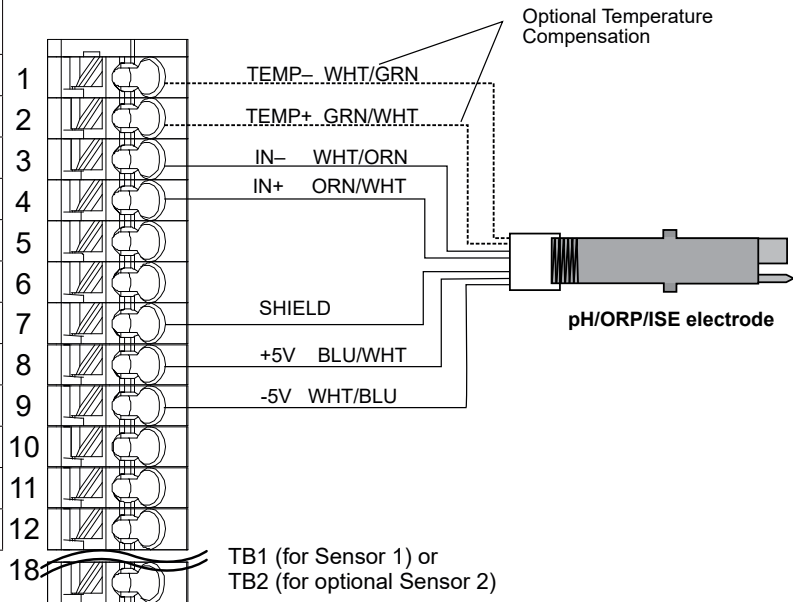 Optional Temperature
Compensation
1 TEMP– WHT/GRN
2 TEMP+ GRN/WHT
3 IN– WHT/ORN
4 IN+ ORN/WHT
5
6
7 SHIELD
8 +5V BLU/WHT
9 -5V WHT/BLU
10
11
12
18
pH/ORP/ISE electrode
TB1 (for Sensor 1) or
TB2 (for optional Sensor 2)